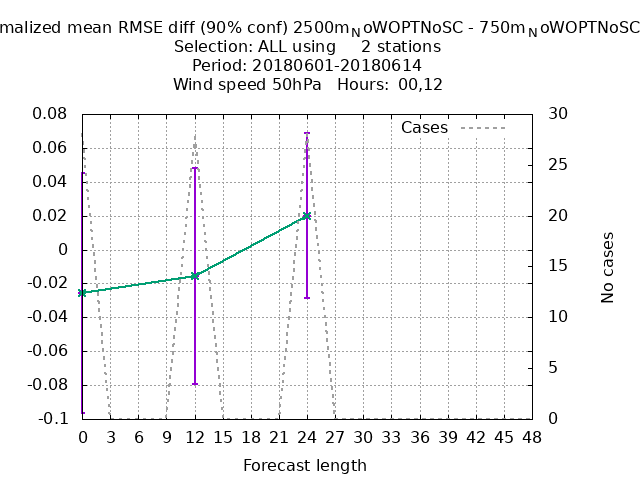 malized mean RMSE diff (90% conf) 2500mNoWOPTNoSC - 750mNoWOPTNoSC
Selection: ALL using     2 stations
Period: 20180601-20180614
Wind speed 50hPa   Hours: 00,12
Cases
0.08
0.06
0.04
0.02
0
-0.02
-0.04
-0.06
-0.08
-0.1
30
25
20
15
10
5
0
No cases
0 3 6 9 12 15 18 21 24 27 30 33 36 39 42 45 48
Forecast length